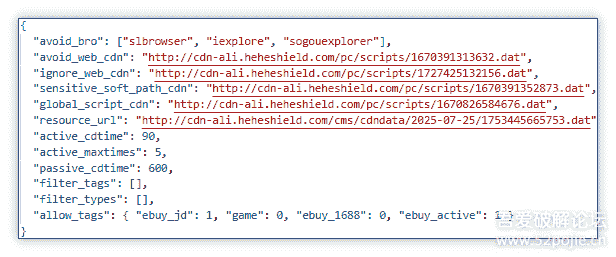 {
"avoid_bro": ["slbrowser", "iexplore", "sogouexplorer"],
"avoid_web_cdn": "http://cdn-ali.heheshield.com/pc/scripts/1670391313632.dat",
"ignore_web_cdn": "http://cdn-ali.heheshield.com/pc/scripts/1727425132156.dat",
"sensitive_soft_path_cdn": "http://cdn-ali.heheshield.com/pc/scripts/1670391352873.dat",
"global_script_cdn": "http://cdn-ali.heheshield.com/pc/scripts/1670826584676.dat",
"resource_url": "http://cdn-ali.heheshield.com/cms/cdndata/2025-07-25/1753445665753.dat",
"active_cdtime": 90,
"active_maxtimes": 5,
"passive_cdtime": 600,
"filter_tags": [],
"filter_types": [],
"allow_tags": { "ebuy_jd": 1, "game": 0, "ebuy_1688": 0, "ebuy_active": 1 }
}
吾爱破解论坛
www.52pojie.cn